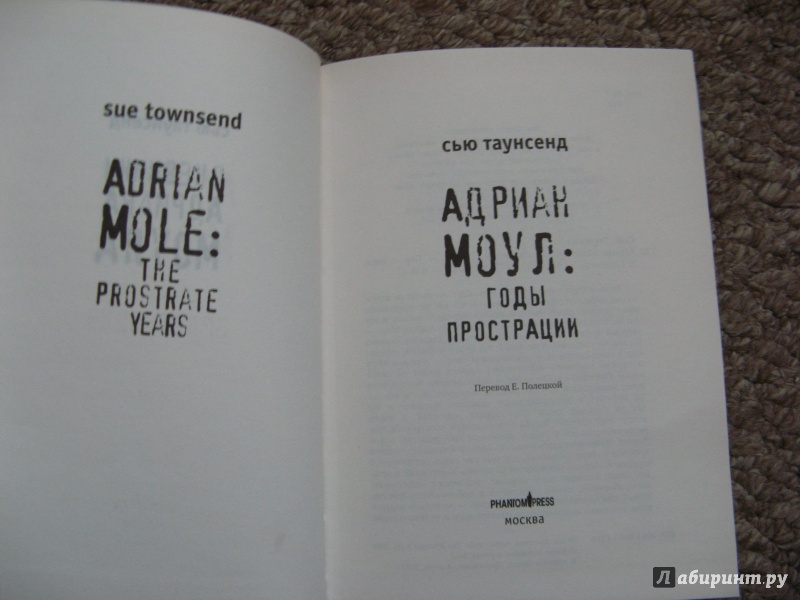 sue townsend
ADRIAN
MOLE:
THE
PROSTRATE
YEARS
сью таунсенд
АДРИАН
МОУЛ:
ГОДЫ
ПРОСТРАЦИИ
Перевод Е. Полецкой
PHANTOM PRESS
москва
Лабиринт.ру